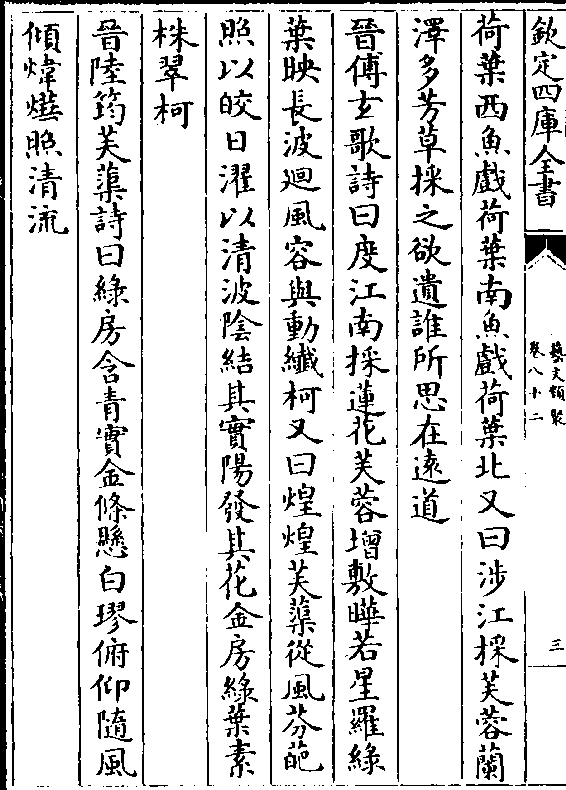 欽定四庫全書
藝文類聚
卷八十二
三
荷葉西魚戲荷葉南魚戲荷葉北又曰涉江採芙蓉蘭
澤多芳草採之欲遺誰所思在遠道
晉傅玄歌詩曰度江南採蓮花芙蓉增敷曄若星羅綠
葉映長波迴風容與動纖柯又曰煌煌芙蕖從風芬葩
照以皎日濯以清波陰結其實陽發其花金房綠葉素
株翠柯
晉陸筠芙蕖詩曰綠房含青實金條懸白璆俯仰隨風
傾煒燁照清流